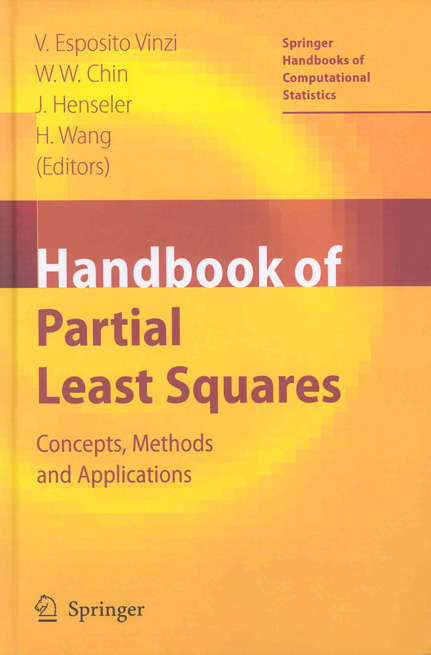 V. Esposito Vinzi
W.W. Chin
J. Henseler
H. Wang
(Editors)
Springer
Handbooks of
Computational
Statistics
Handbook of
Partial
Least Squares
Concepts, Methods
and Applications
Springer